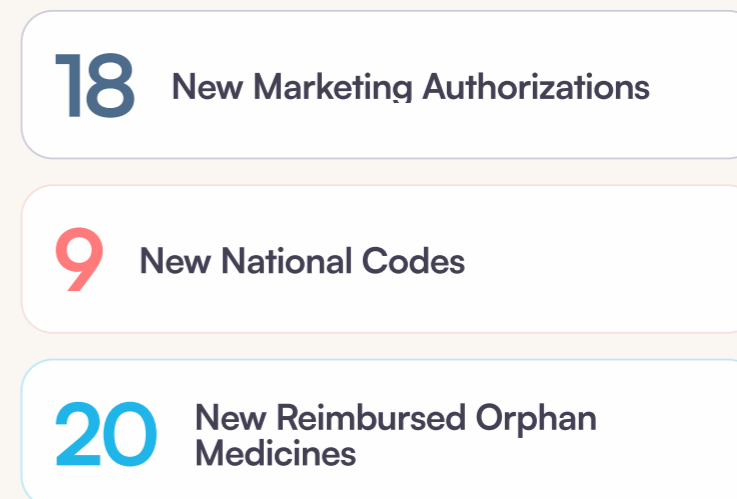 18 New Marketing Authorizations
9 New National Codes
20 New Reimbursed Orphan
Medicines